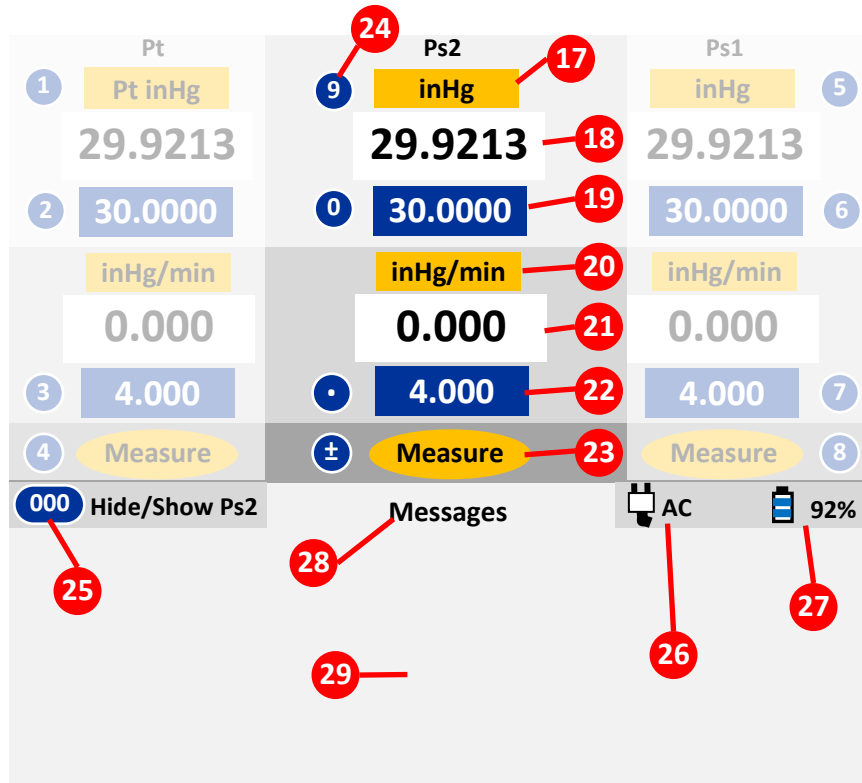 24
Pt Ps2 Ps1
17
1 Pt inHg 9 inHg inHg 5
29.9213 29.9213 18 29.9213
2 30.0000 0 30.0000 19 30.0000 6
inHg/min inHg/min 20 inHg/min
0.000 0.000 21 0.000
3 4.000 • 4.000 22 4.000 7
4 Measure ± Measure 23 Measure 8
000 Hide/Show Ps2 Messages AC 92%
28
25 27
26
29